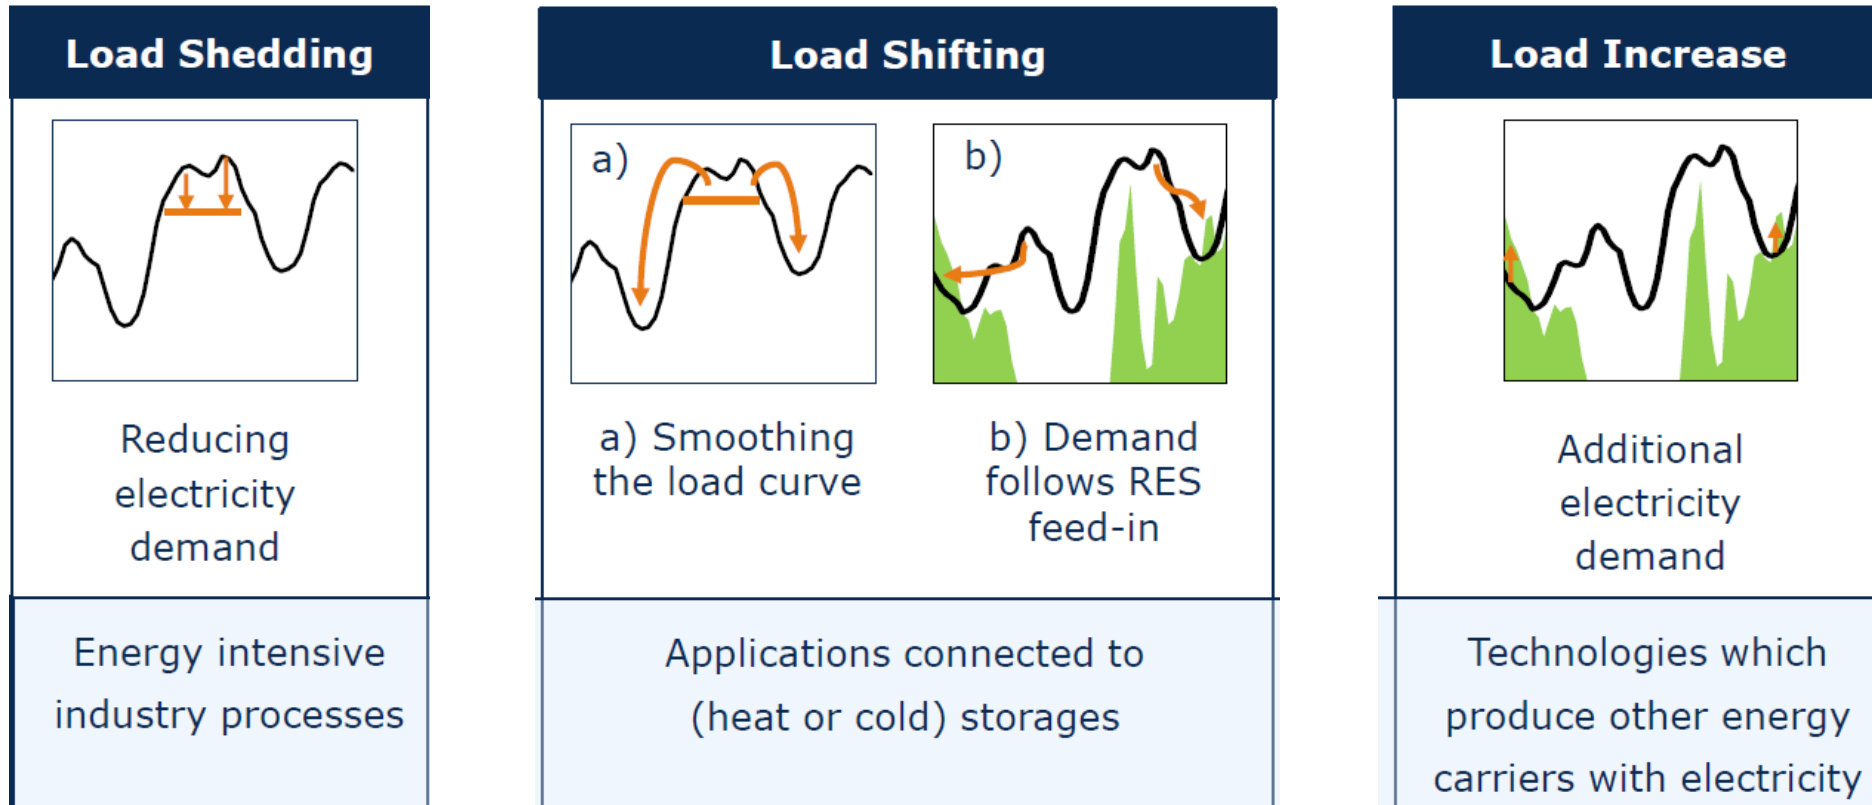 Load Shedding
Reducing
electricity
demand
Energy intensive
industry processes
Load Shifting
a)
b)
a) Smoothing
the load curve
b) Demand
follows RES
feed-in
Applications connected to
(heat or cold) storages
Load Increase
Additional
electricity
demand
Technologies which
produce other energy
carriers with electricity